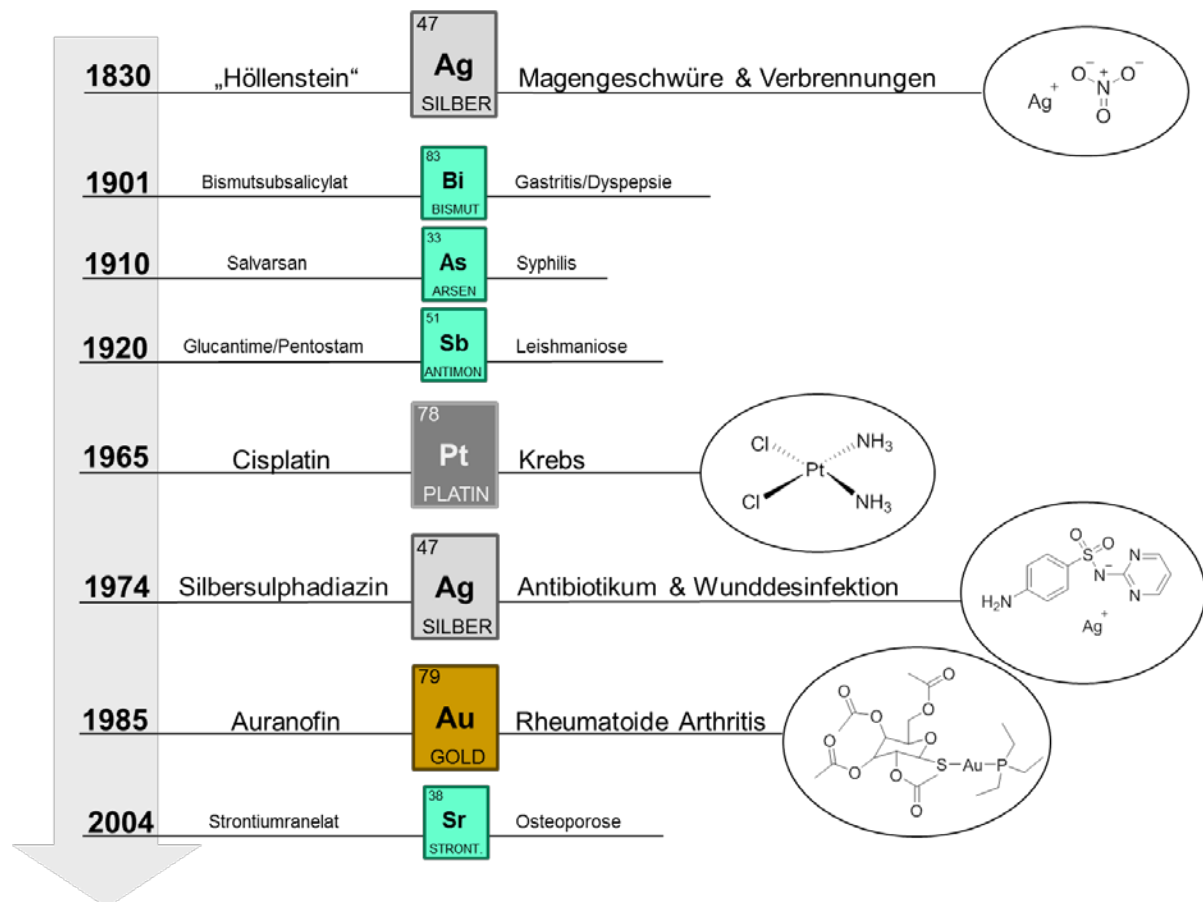 47
1830 „Höllenstein“ Ag Magengeschwüre & Verbrennungen
SILBER
Ag+ O− N+ O− O
83
1901 Bismutsubsalicylat Bi Gastritis/Dyspepsie
BISMUT
33
1910 Salvarsan As Syphilis
ARSEN
51
1920 Glucantime/Pentostam Sb Leishmaniose
ANTIMON
78
1965 Cisplatin Pt Krebs
PLATIN
Cl NH3
Pt
Cl NH3
47
1974 Silbersulphadiazin Ag Antibiotikum & Wunddesinfektion
SILBER
O O
S N
N−
N
H2N
Ag+
79
1985 Auranofin Au Rheumatoide Arthritis
GOLD
O
O
O O
O O
O
S Au P
O O
O
38
2004 Strontiumranelat Sr Osteoporose
STRONT.